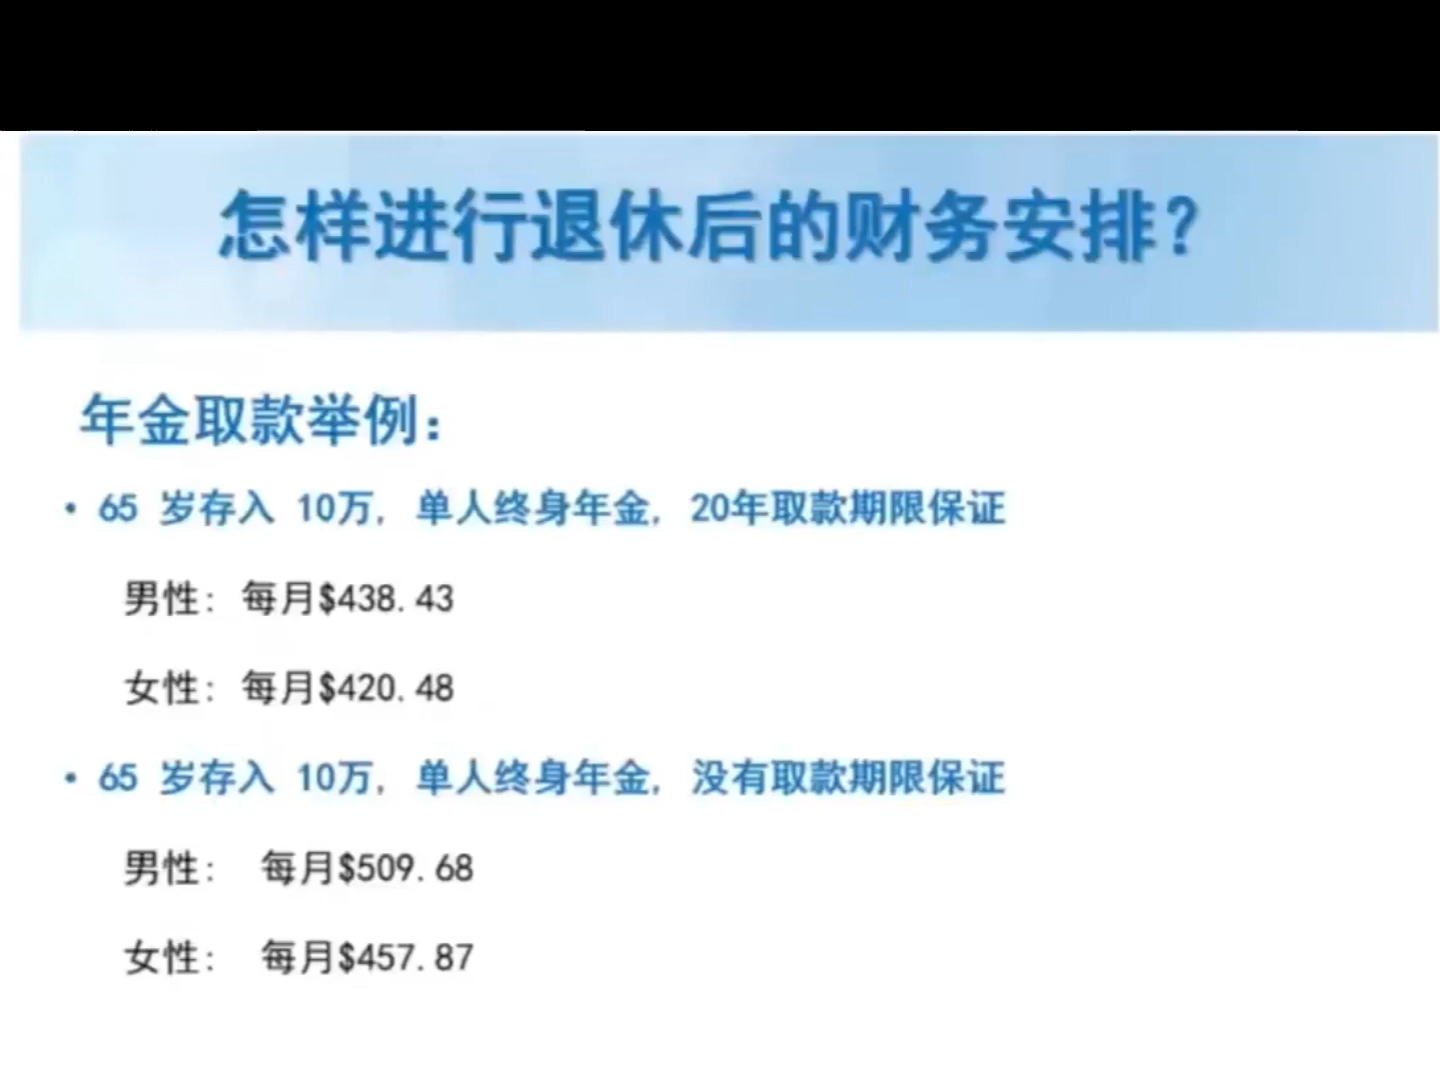 怎样进行退休后的财务安排?
年金取款举例:
• 65 岁存入 10万, 单人终身年金, 20年取款期限保证
男性: 每月$438.43
女性: 每月$420.48
• 65 岁存入 10万, 单人终身年金, 没有取款期限保证
男性: 每月$509.68
女性: 每月$457.87